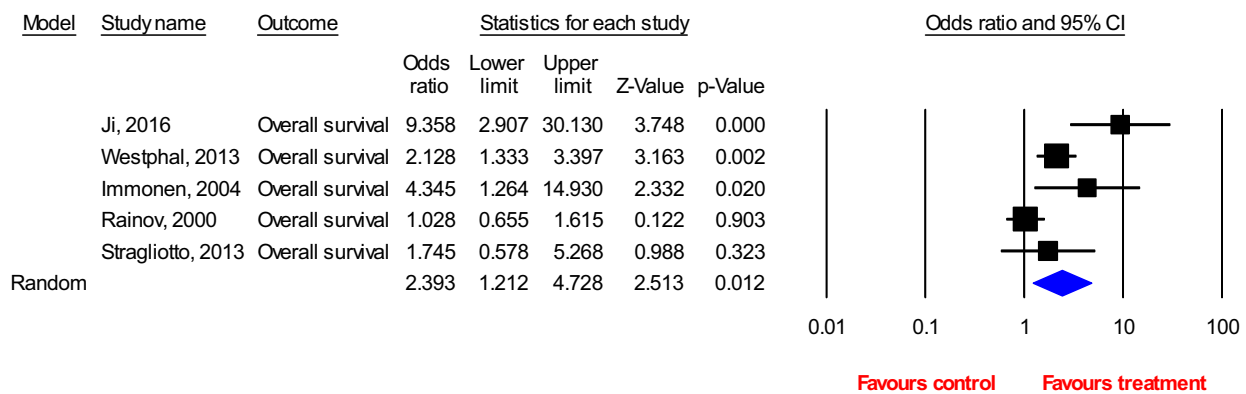 Model Study name Outcome Statistics for each study Odds ratio and 95% CI
Odds Lower Upper
ratio limit limit Z-Value p-Value
Ji, 2016 Overall survival 9.358 2.907 30.130 3.748 0.000
Westphal, 2013 Overall survival 2.128 1.333 3.397 3.163 0.002
Immonen, 2004 Overall survival 4.345 1.264 14.930 2.332 0.020
Rainov, 2000 Overall survival 1.028 0.655 1.615 0.122 0.903
Stragliotto, 2013 Overall survival 1.745 0.578 5.268 0.988 0.323
Random 2.393 1.212 4.728 2.513 0.012
0.01 0.1 1 10 100
Favours control Favours treatment